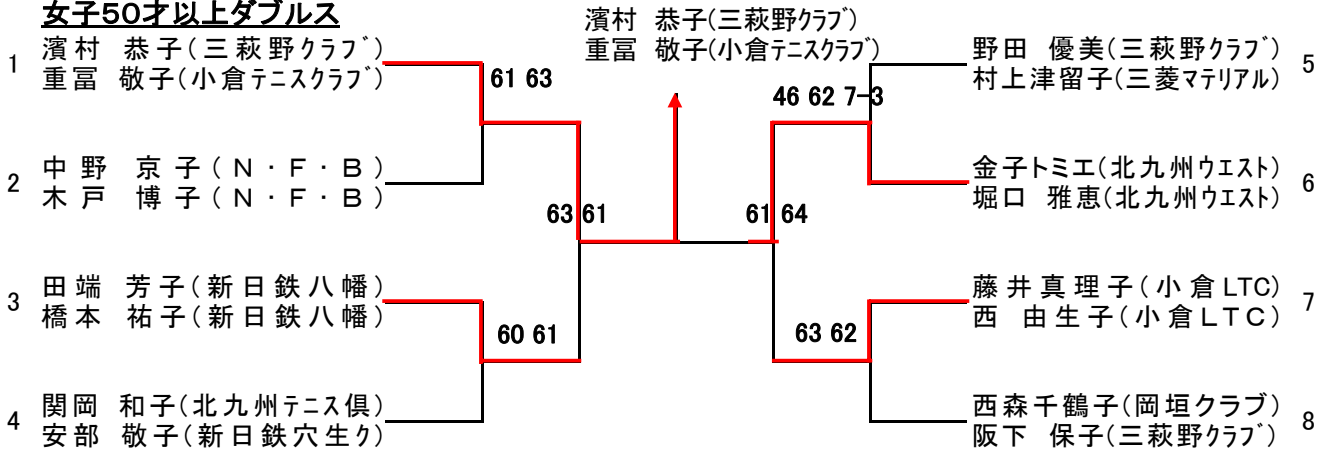 女子50才以上ダブルス
濱村 恭子(三萩野クラブ)
重冨 敬子(小倉テニスクラブ)
1
濱村 恭子(三萩野クラブ)
重冨 敬子(小倉テニスクラブ)
61 63
2
中野 京子(N・F・B)
木戸 博子(N・F・B)
63 61
3
田端 芳子(新日鉄八幡)
橋本 祐子(新日鉄八幡)
60 61
4
関岡 和子(北九州テニス倶)
安部 敬子(新日鉄穴生ク)
野田 優美(三萩野クラブ)
村上津留子(三菱マテリアル)
5
46 62 7-3
金子トミエ(北九州ウエスト)
堀口 雅恵(北九州ウエスト)
6
61 64
藤井真理子(小倉LTC)
西 由生子(小倉LTC)
7
63 62
西森千鶴子(岡垣クラブ)
阪下 保子(三萩野クラブ)
8